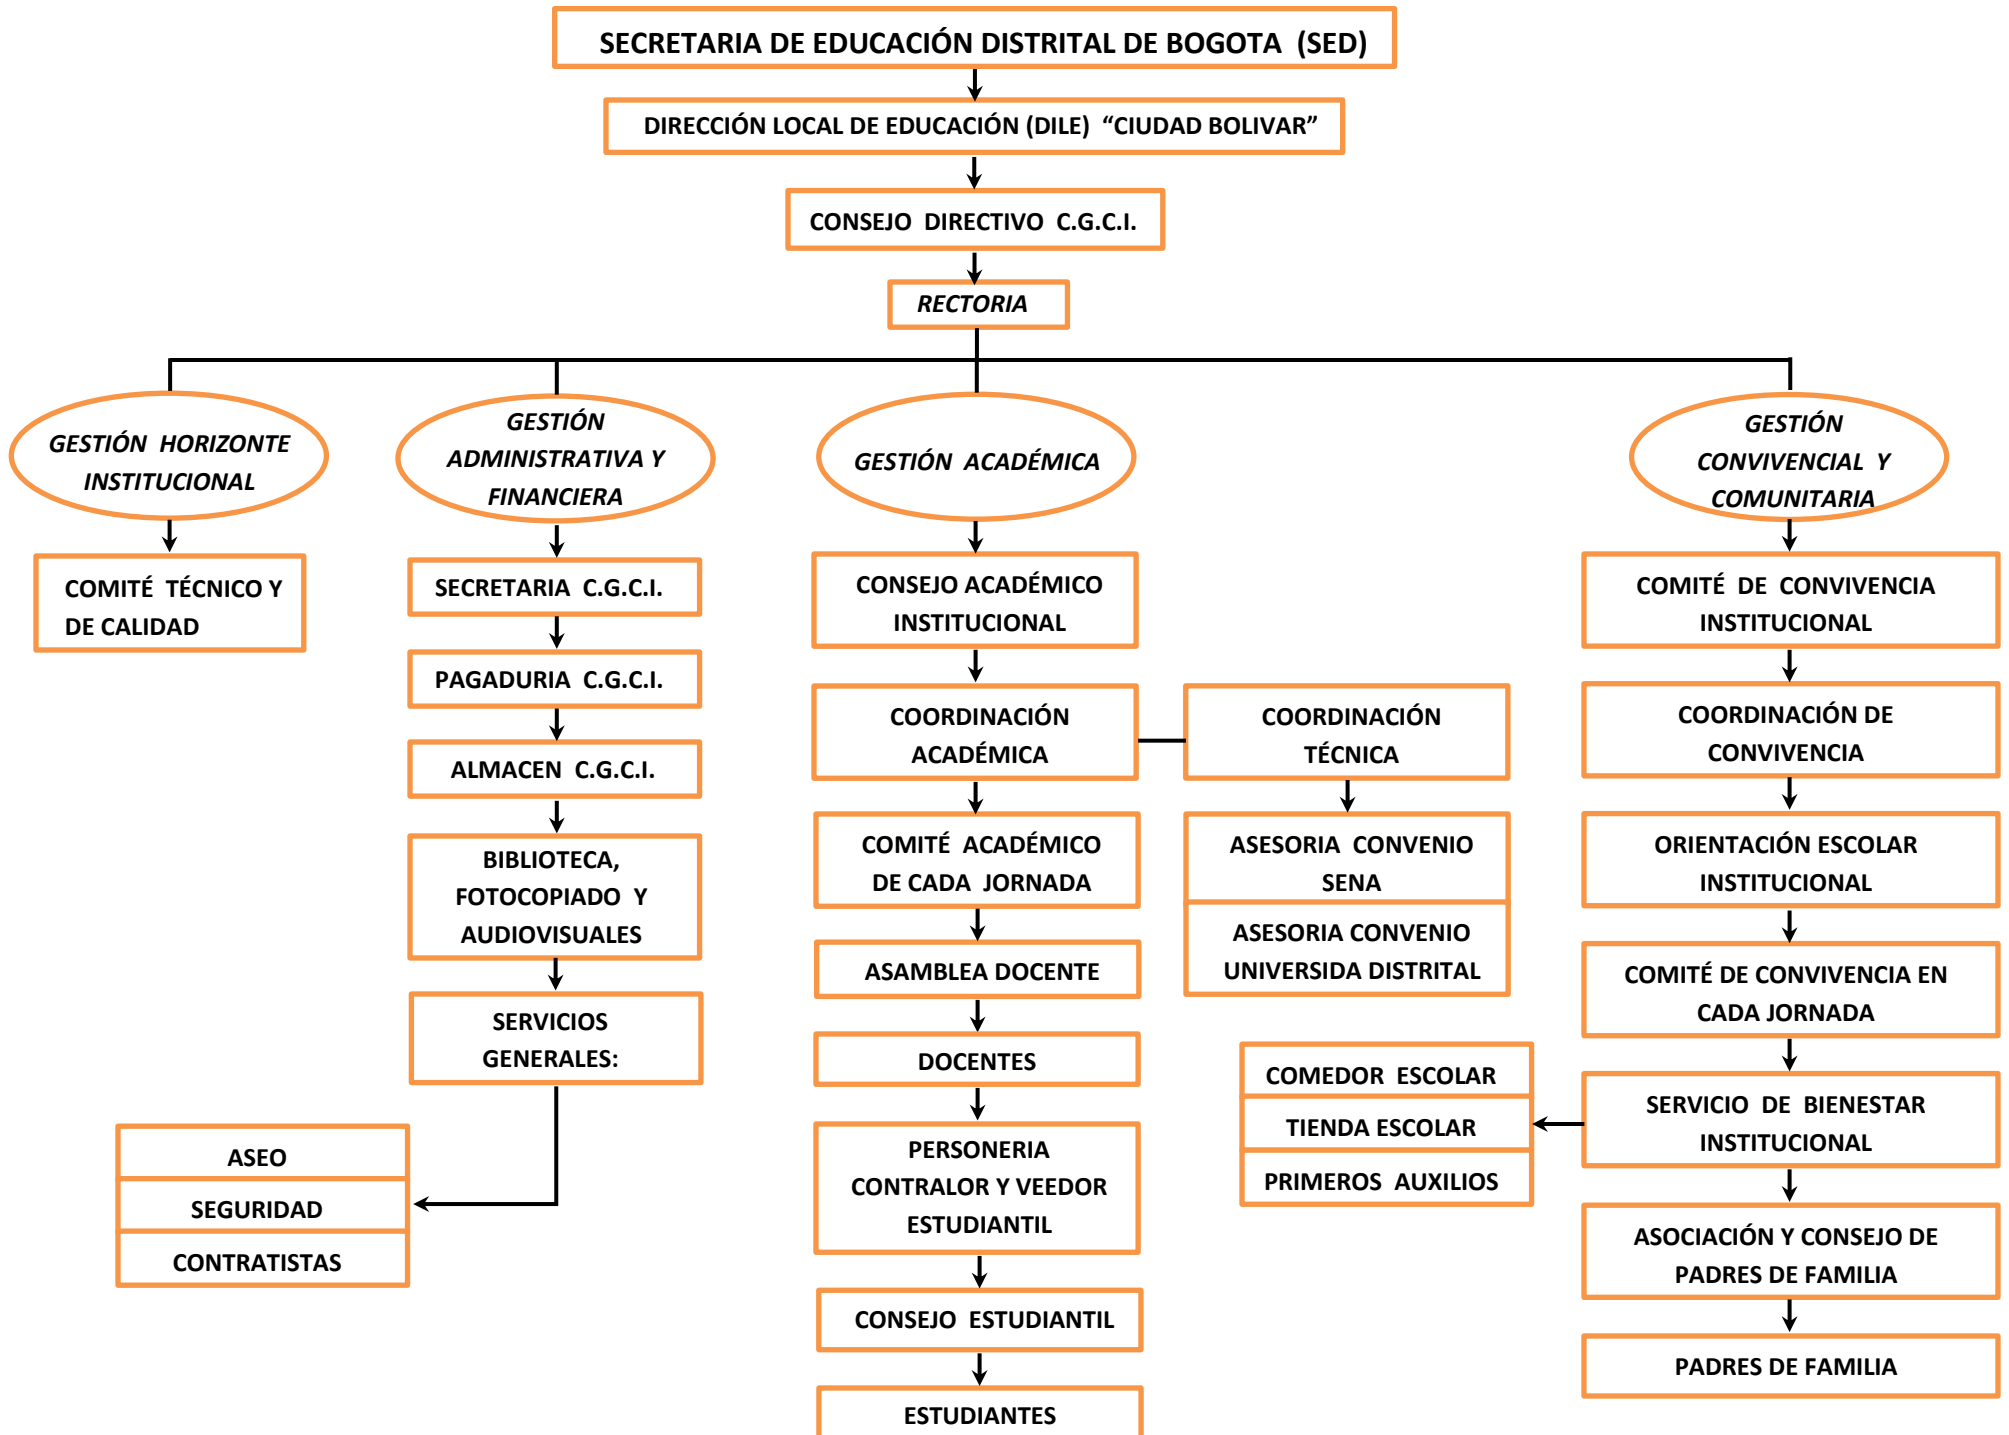 SECRETARIA DE EDUCACIÓN DISTRITAL DE BOGOTA (SED)
DIRECCIÓN LOCAL DE EDUCACIÓN (DILE) “CIUDAD BOLIVAR”
CONSEJO DIRECTIVO C.G.C.I.
RECTORIA
GESTIÓN HORIZONTE
INSTITUCIONAL
COMITÉ TÉCNICO Y
DE CALIDAD
GESTIÓN
ADMINISTRATIVA Y
FINANCIERA
SECRETARIA C.G.C.I.
PAGADURIA C.G.C.I.
ALMACEN C.G.C.I.
BIBLIOTECA,
FOTOCOPIADO Y
AUDIOVISUALES
SERVICIOS
GENERALES:
ASEO
SEGURIDAD
CONTRATISTAS
GESTIÓN ACADÉMICA
CONSEJO ACADÉMICO
INSTITUCIONAL
COORDINACIÓN
ACADÉMICA
COMITÉ ACADÉMICO
DE CADA JORNADA
ASAMBLEA DOCENTE
DOCENTES
PERSONERIA
CONTRALOR Y VEEDOR
ESTUDIANTIL
CONSEJO ESTUDIANTIL
ESTUDIANTES
COORDINACIÓN
TÉCNICA
ASESORIA CONVENIO
SENA
ASESORIA CONVENIO
UNIVERSIDA DISTRITAL
GESTIÓN
CONVIVENCIAL Y
COMUNITARIA
COMITÉ DE CONVIVENCIA
INSTITUCIONAL
COORDINACIÓN DE
CONVIVENCIA
ORIENTACIÓN ESCOLAR
INSTITUCIONAL
COMITÉ DE CONVIVENCIA EN
CADA JORNADA
SERVICIO DE BIENESTAR
INSTITUCIONAL
COMEDOR ESCOLAR
TIENDA ESCOLAR
PRIMEROS AUXILIOS
ASOCIACIÓN Y CONSEJO DE
PADRES DE FAMILIA
PADRES DE FAMILIA